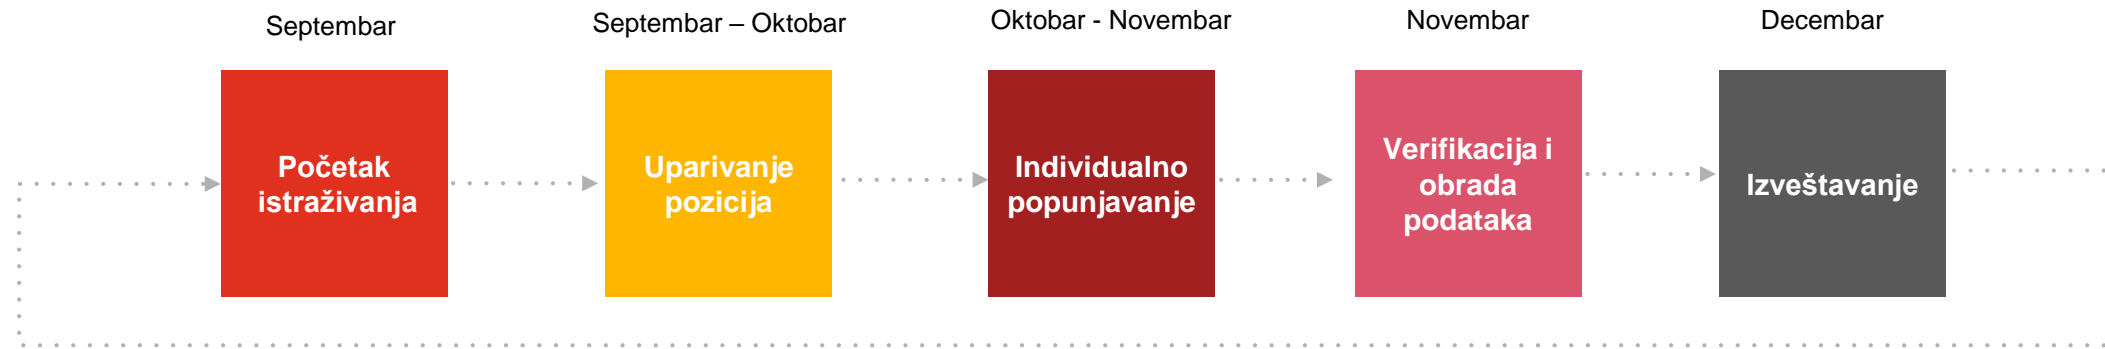 Septembar
Septembar – Oktobar
Oktobar - Novembar
Novembar
Decembar
Početak
istraživanja
Uparivanje
pozicija
Individualno
popunjavanje
Verifikacija i
obrada
podataka
Izveštavanje